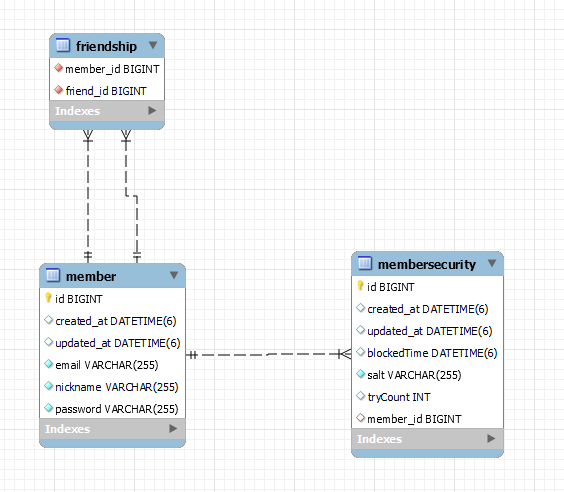 friendship
member_id BIGINT
friend_id BIGINT
Indexes
member
id BIGINT
created_at DATETIME(6)
updated_at DATETIME(6)
email VARCHAR(255)
nickname VARCHAR(255)
password VARCHAR(255)
Indexes
membersecurity
id BIGINT
created_at DATETIME(6)
updated_at DATETIME(6)
blockedTime DATETIME(6)
salt VARCHAR(255)
tryCount INT
member_id BIGINT
Indexes